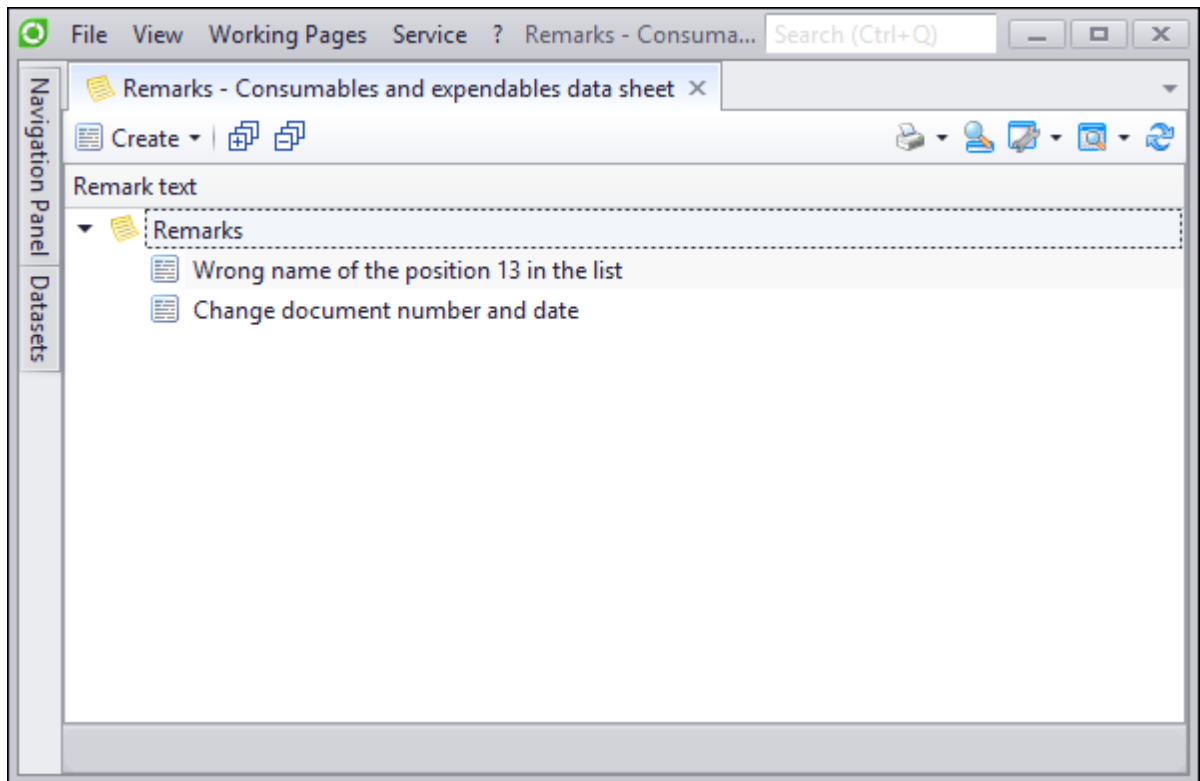 File View Working Pages Service ? Remarks - Consuma... Search (Ctrl+Q)
Remarks - Consumables and expendables data sheet
Create
Remark text
Remarks
Wrong name of the position 13 in the list
Change document number and date
Navigation Panel
Datasets